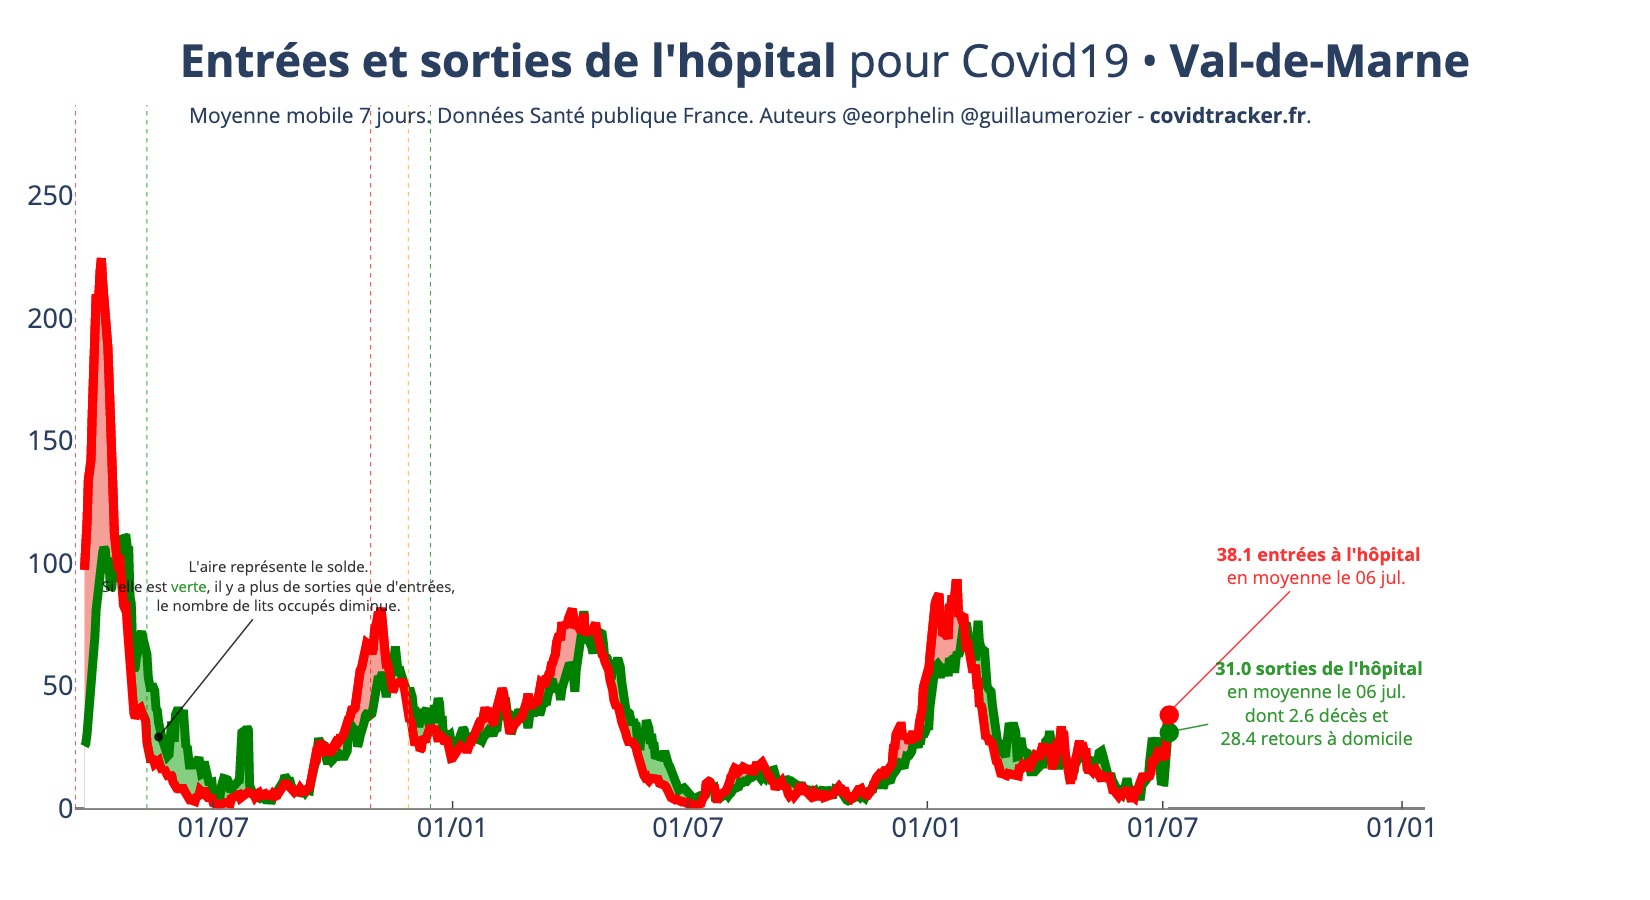 Entrées et sorties de l'hôpital pour Covid19 • Val-de-Marne
Moyenne mobile 7 jours. Données Santé publique France. Auteurs @eorphelin @guillaumerozier - covidtracker.fr.
250
200
150
100
50
0
L'aire représente le solde.
Si elle est verte, il y a plus de sorties que d'entrées,
le nombre de lits occupés diminue.
38.1 entrées à l'hôpital
en moyenne le 06 jul.
31.0 sorties de l'hôpital
en moyenne le 06 jul.
dont 2.6 décès et
28.4 retours à domicile
01/07
01/01
01/07
01/01
01/07
01/01